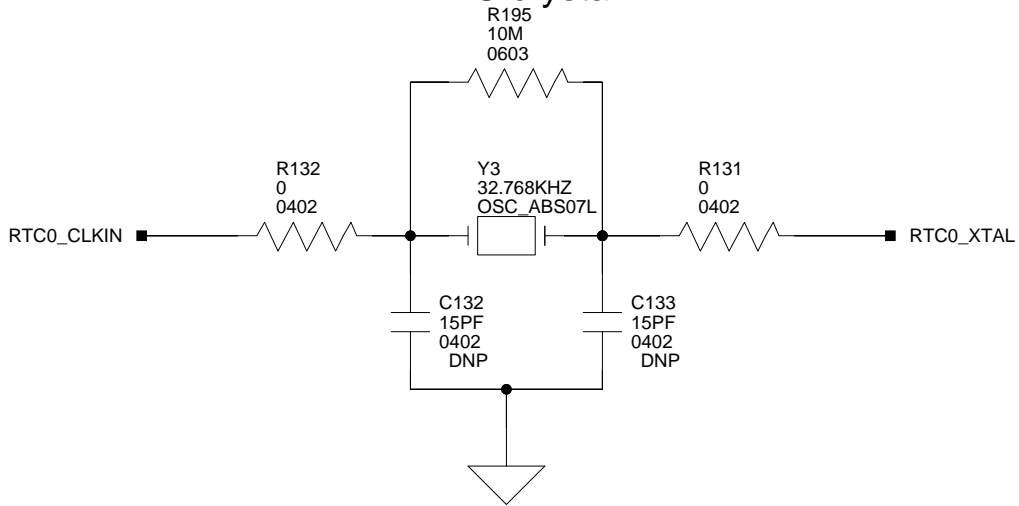 R195
10M
0603
R132
0
0402
Y3
32.768KHZ
OSC_ABS07L
R131
0
0402
RTC0_CLKIN
RTC0_XTAL
C132
15PF
0402
DNP
C133
15PF
0402
DNP